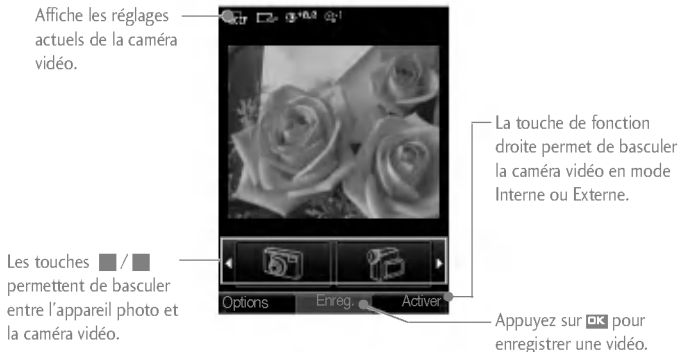 Affiche les réglages
actuels de la caméra
vidéo.
La touche de fonction
droite permet de basculer
la caméra vidéo en mode
Interne ou Externe.
Les touches /
permettent de basculer
entre l'appareil photo et
la caméra vidéo.
Options Enreg. Activer
Appuyez sur OK pour
enregistrer une vidéo.